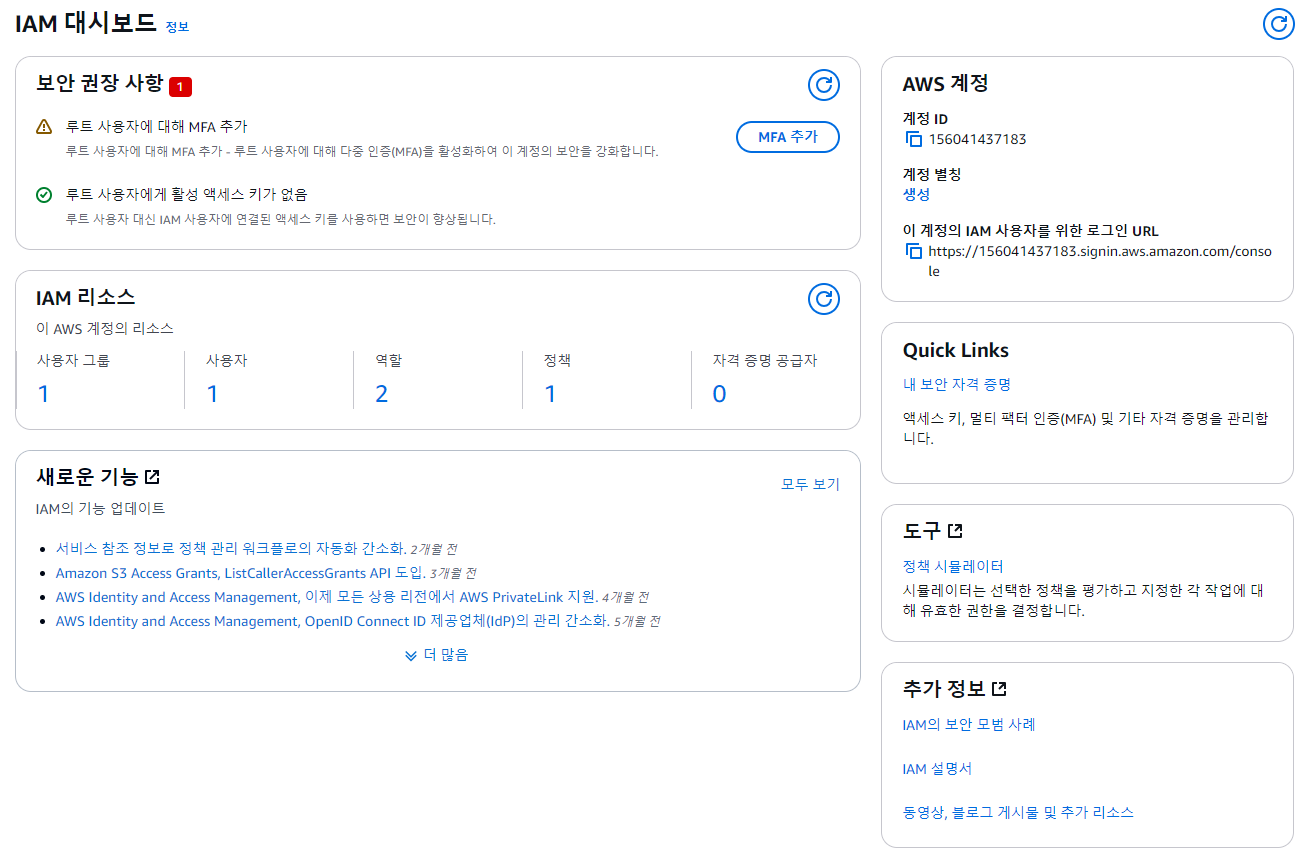 IAM 대시보드 정보
보안 권장 사항 1
루트 사용자에 대해 MFA 추가
루트 사용자에 대해 MFA 추가 - 루트 사용자에 대해 다중 인증(MFA)을 활성화하여 이 계정의 보안을 강화합니다.
MFA 추가
루트 사용자에게 활성 액세스 키가 없음
루트 사용자 대신 IAM 사용자에 연결된 액세스 키를 사용하면 보안이 향상됩니다.
IAM 리소스
이 AWS 계정의 리소스
사용자 그룹 사용자 역할 정책 자격 증명 공급자
1 1 2 1 0
새로운 기능
모두 보기
IAM의 기능 업데이트
서비스 참조 정보로 정책 관리 워크플로의 자동화 간소화. 2개월 전
Amazon S3 Access Grants, ListCallerAccessGrants API 도입. 3개월 전
AWS Identity and Access Management, 이제 모든 상용 리전에서 AWS PrivateLink 지원. 4개월 전
AWS Identity and Access Management, OpenID Connect ID 제공업체(IdP)의 관리 간소화. 5개월 전
더 많음
AWS 계정
계정 ID
156041437183
계정 별칭
생성
이 계정의 IAM 사용자를 위한 로그인 URL
https://156041437183.signin.aws.amazon.com/conso
le
Quick Links
내 보안 자격 증명
액세스 키, 멀티 팩터 인증(MFA) 및 기타 자격 증명을 관리합
니다.
도구
정책 시뮬레이터
시뮬레이터는 선택한 정책을 평가하고 지정한 각 작업에 대
해 유효한 권한을 결정합니다.
추가 정보
IAM의 보안 모범 사례
IAM 설명서
동영상, 블로그 게시물 및 추가 리소스